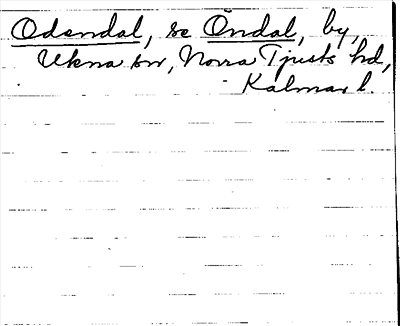 Odendal, se Öndal, by,
Ukna sn, Norra Tjusts hd,
Kalmar l.